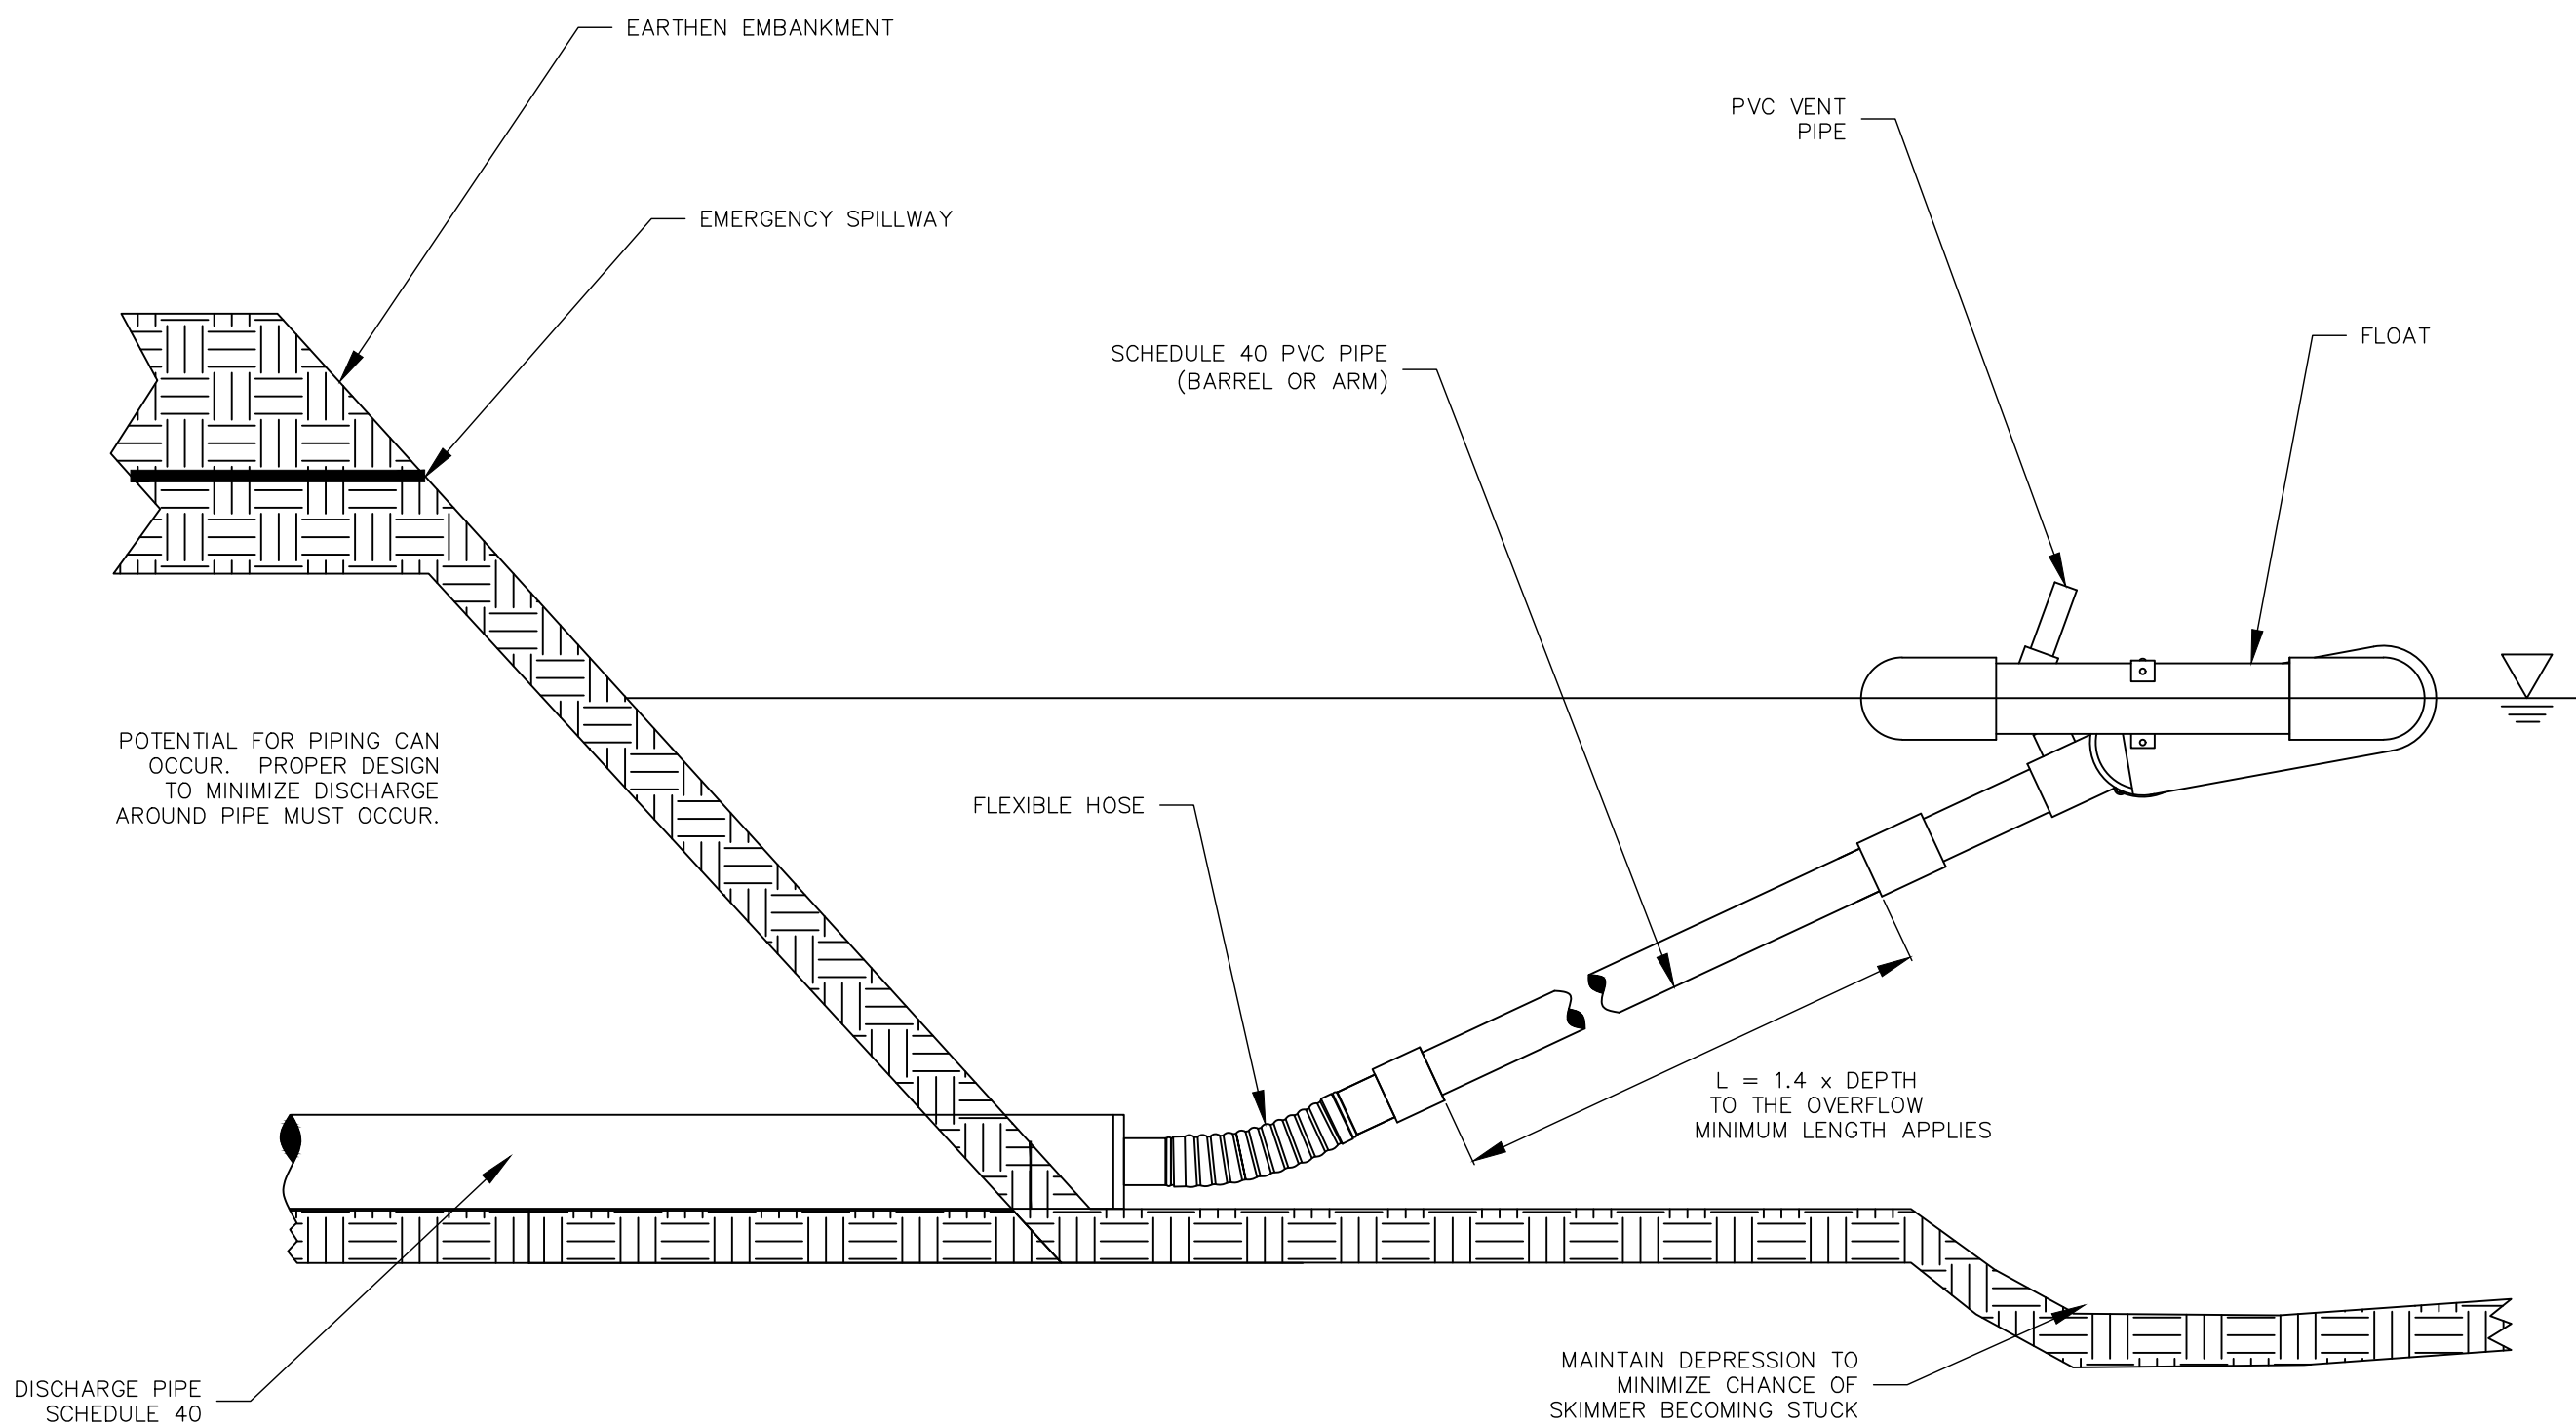 EARTHEN EMBANKMENT
PVC VENT
PIPE
EMERGENCY SPILLWAY
SCHEDULE 40 PVC PIPE
(BARREL OR ARM)
FLOAT
POTENTIAL FOR PIPING CAN
OCCUR. PROPER DESIGN
TO MINIMIZE DISCHARGE
AROUND PIPE MUST OCCUR.
FLEXIBLE HOSE
L = 1.4 x DEPTH
TO THE OVERFLOW
MINIMUM LENGTH APPLIES
DISCHARGE PIPE
SCHEDULE 40
MAINTAIN DEPRESSION TO
MINIMIZE CHANCE OF
SKIMMER BECOMING STUCK